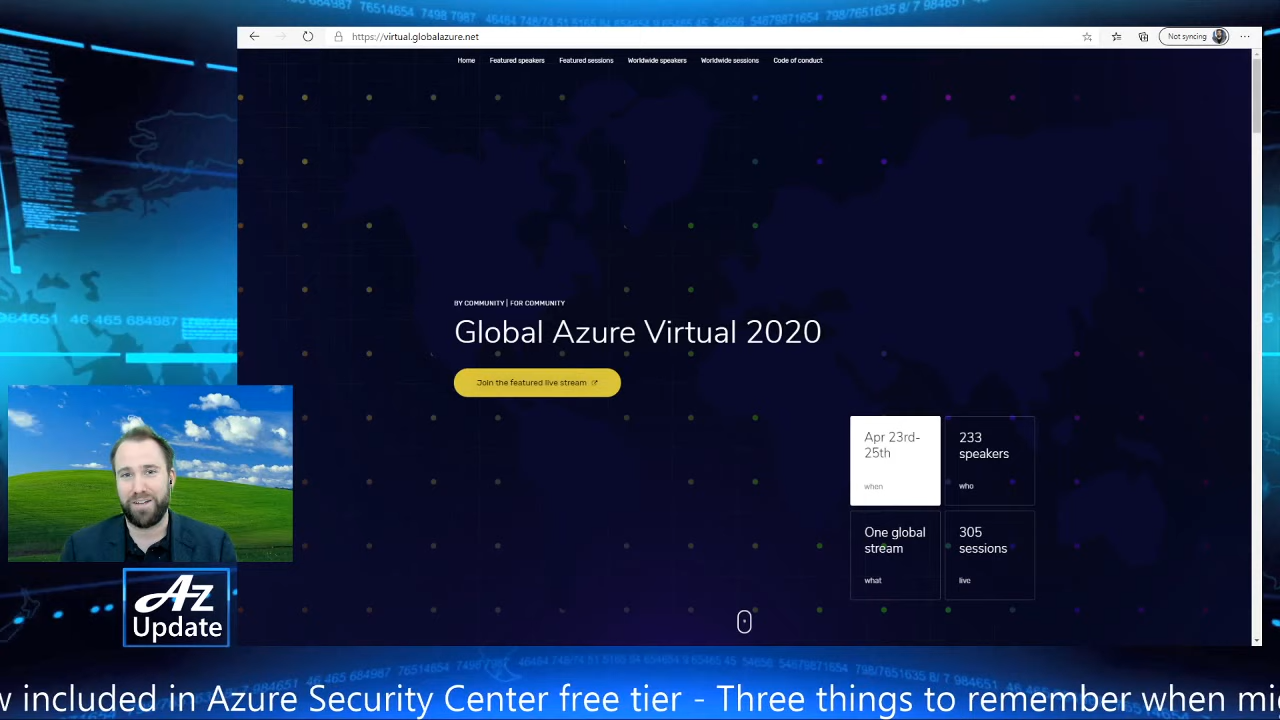 https://virtual.globalazure.net
Not syncing
Home Featured speakers Featured sessions Worldwide speakers Worldwide sessions Code of conduct
BY COMMUNITY | FOR COMMUNITY
Global Azure Virtual 2020
Join the featured live stream
Apr 23rd-
25th
when
233
speakers
who
One global
stream
what
305
sessions
live
Az
Update
w included in Azure Security Center free tier - Three things to remember when mi